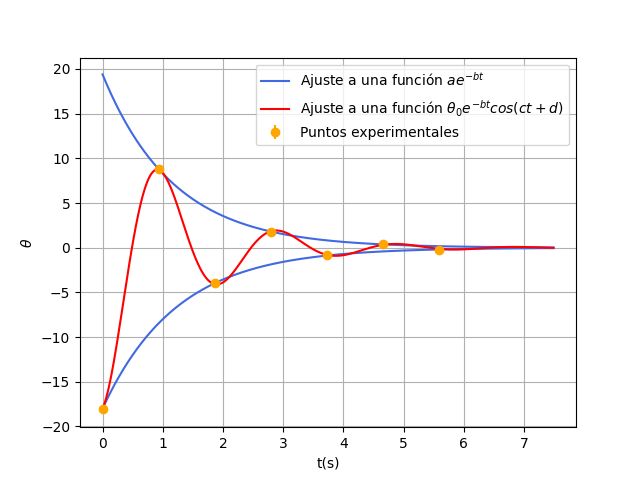 Ajuste a una función $ae^{-bt}$
Ajuste a una función $\theta_0 e^{-bt}cos(ct + d)$
Puntos experimentales
20
15
10
5
0
−5
−10
−15
−20
θ
0 1 2 3 4 5 6 7
t(s)